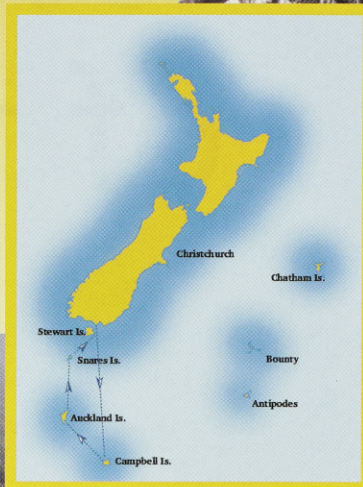 Christchurch
Chatham Is.
Stewart Is.
Snares Is.
Bounty
Antipodes
Auckland Is.
Campbell Is.